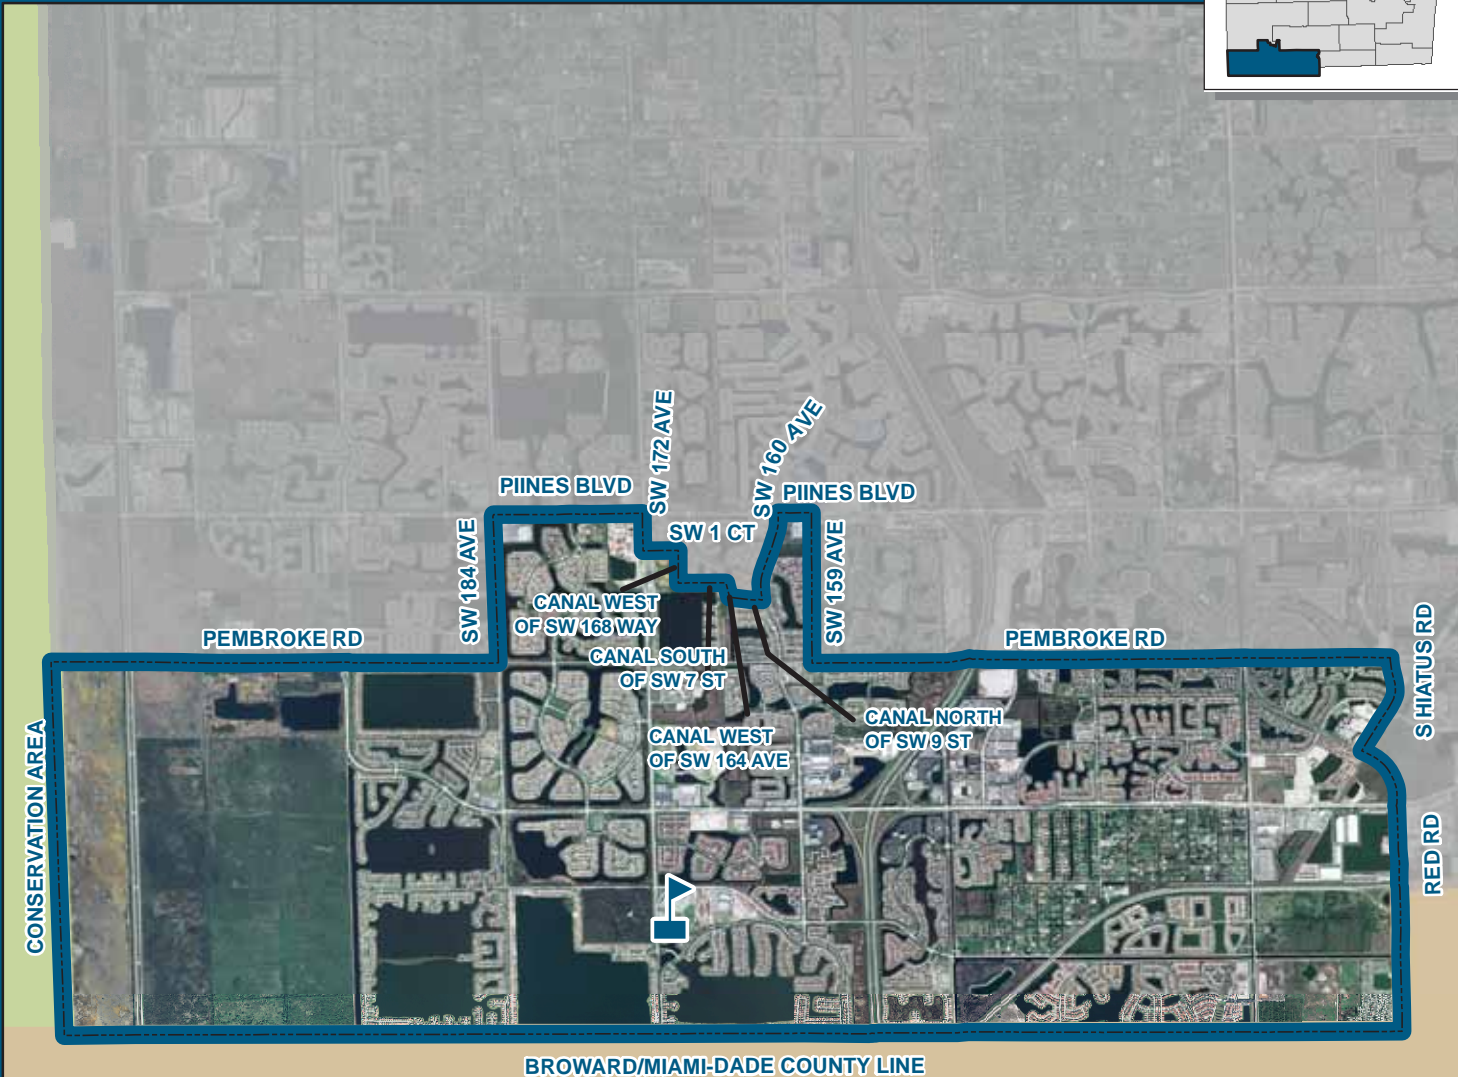 SW 172 AVE
SW 160 AVE
PIINES BLVD
PIINES BLVD
SW 1 CT
SW 184 AVE
SW 159 AVE
CANAL WEST
OF SW 168 WAY
PEMBROKE RD
PEMBROKE RD
S HIATUS RD
CANAL SOUTH
OF SW 7 ST
CANAL NORTH
OF SW 9 ST
CANAL WEST
OF SW 164 AVE
CONSERVATION AREA
RED RD
BROWARD/MIAMI-DADE COUNTY LINE